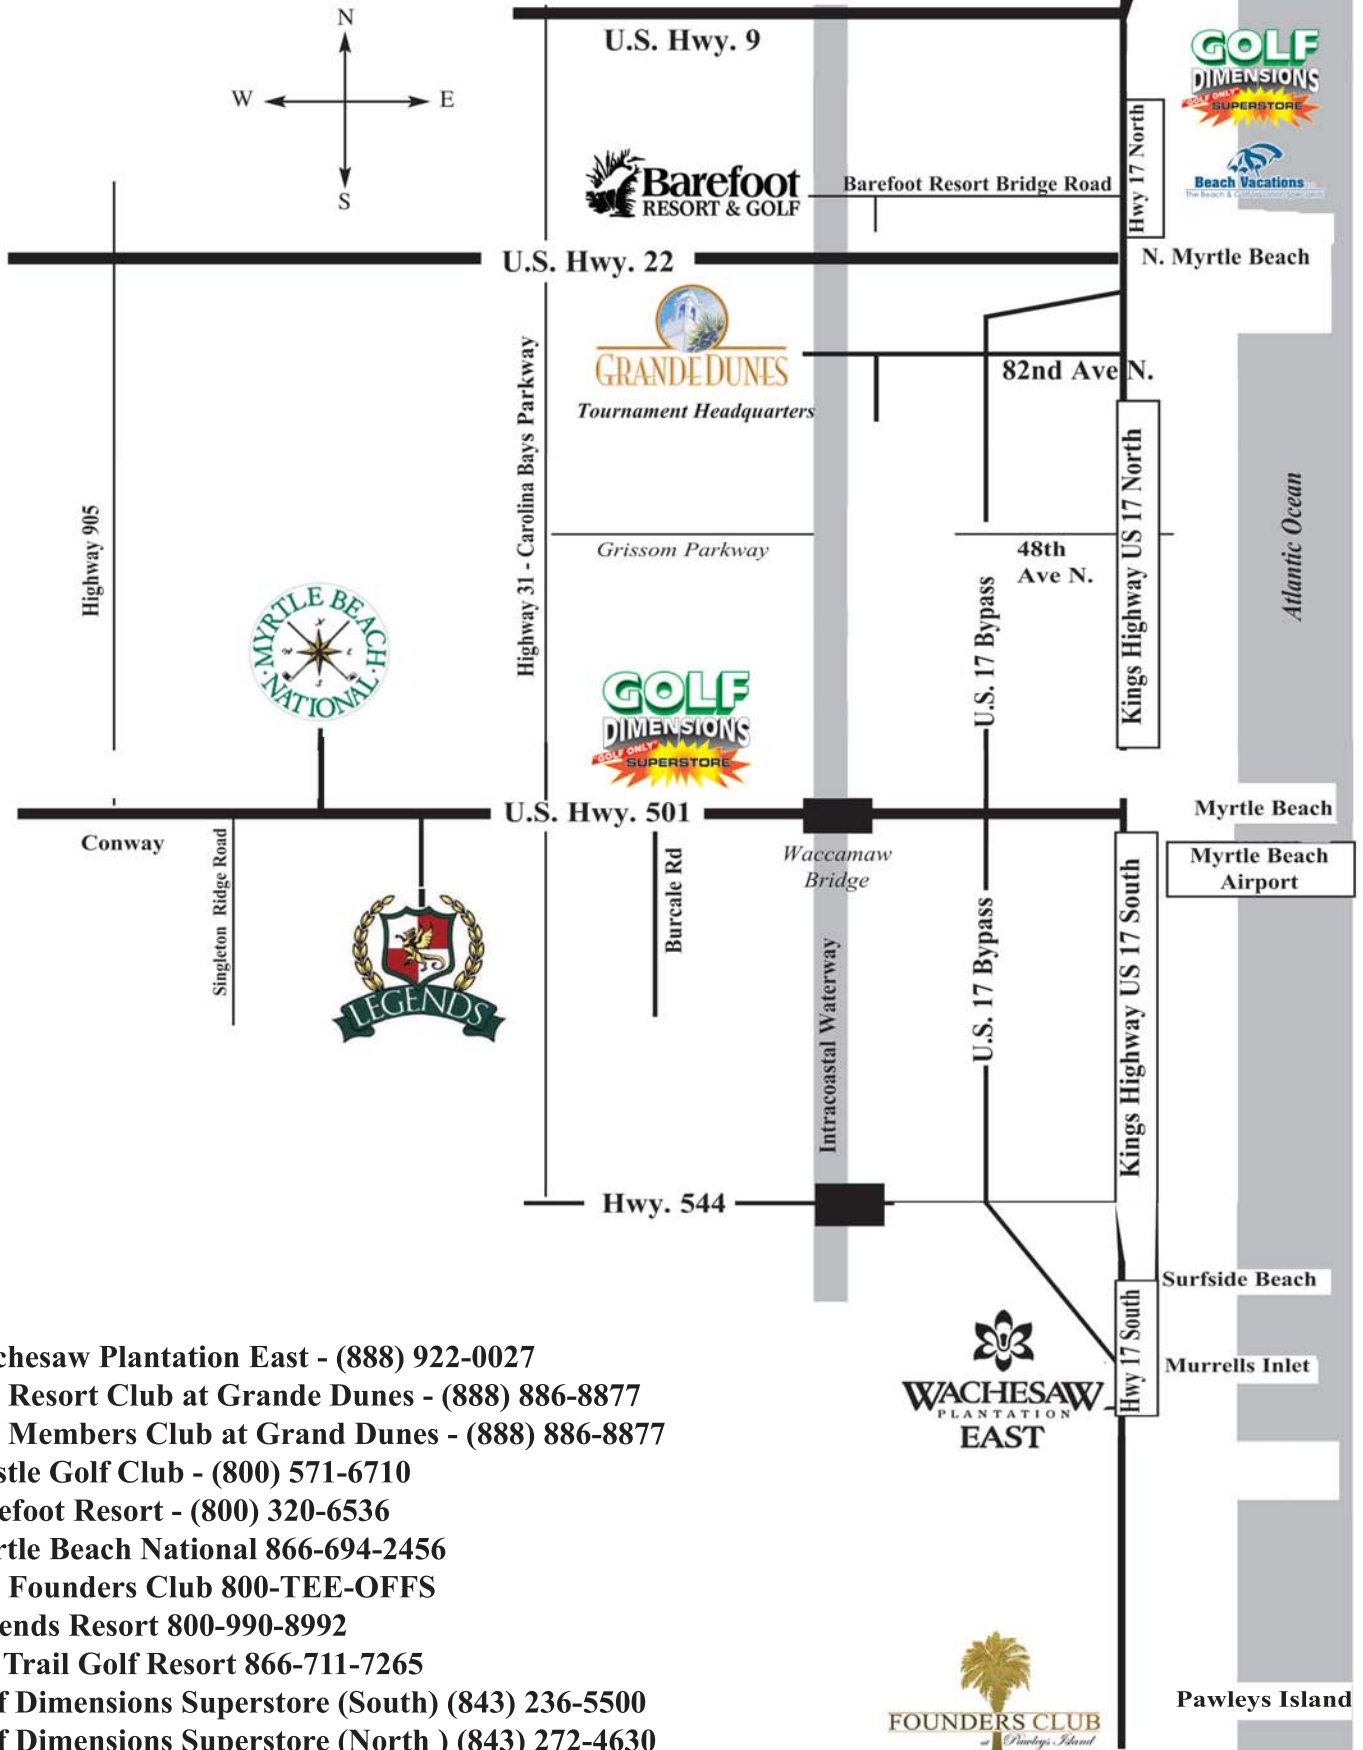 N
W E
S
U.S. Hwy. 9
GOLF
DIMENSIONS
"GOLF ONLY"
SUPERSTORE
Hwy 17 North
Barefoot
RESORT & GOLF
Barefoot Resort Bridge Road
Beach Vacations
U.S. Hwy. 22
N. Myrtle Beach
GRANDE DUNES
Tournament Headquarters
82nd Ave N.
Highway 905
Highway 31 - Carolina Bays Parkway
Grissom Parkway
48th
Ave N.
Kings Highway US 17 North
Atlantic Ocean
U.S. 17 Bypass
MYRTLE BEACH
NATIONAL
N
W E
S
GOLF
DIMENSIONS
"GOLF ONLY"
SUPERSTORE
U.S. Hwy. 501
Myrtle Beach
Conway
Singleton Ridge Road
Burcale Rd
Waccamaw
Bridge
Myrtle Beach
Airport
LEGENDS
Intracoastal Waterway
U.S. 17 Bypass
Kings Highway US 17 South
Hwy. 544
Surfside Beach
Hwy 17 South
Murrells Inlet
WACHESAW
PLANTATION
EAST
chesaw Plantation East - (888) 922-0027
Resort Club at Grande Dunes - (888) 886-8877
Members Club at Grand Dunes - (888) 886-8877
stle Golf Club - (800) 571-6710
efoot Resort - (800) 320-6536
rtle Beach National 866-694-2456
Founders Club 800-TEE-OFFS
ends Resort 800-990-8992
Trail Golf Resort 866-711-7265
f Dimensions Superstore (South) (843) 236-5500
f Dimensions Superstore (North ) (843) 272-4630
Pawleys Island
FOUNDERS CLUB
at Pawleys Island